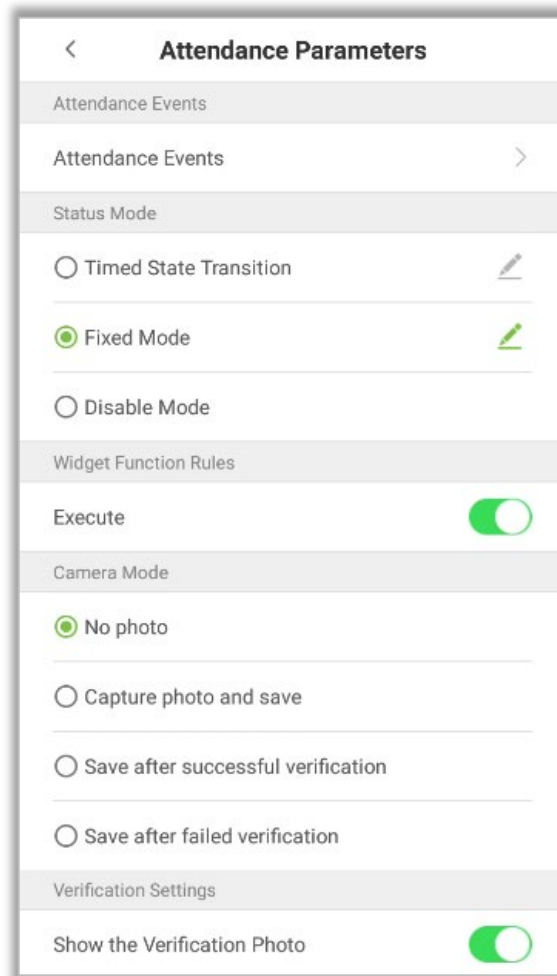 Attendance Parameters
Attendance Events
Attendance Events
Status Mode
Timed State Transition
Fixed Mode
Disable Mode
Widget Function Rules
Execute
Camera Mode
No photo
Capture photo and save
Save after successful verification
Save after failed verification
Verification Settings
Show the Verification Photo